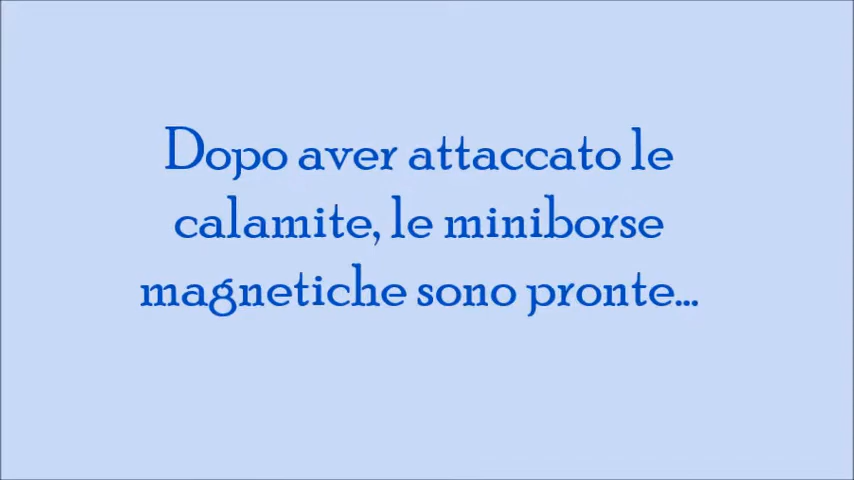 Dopo aver attaccato le
calamite, le miniborse
magnetiche sono pronte...